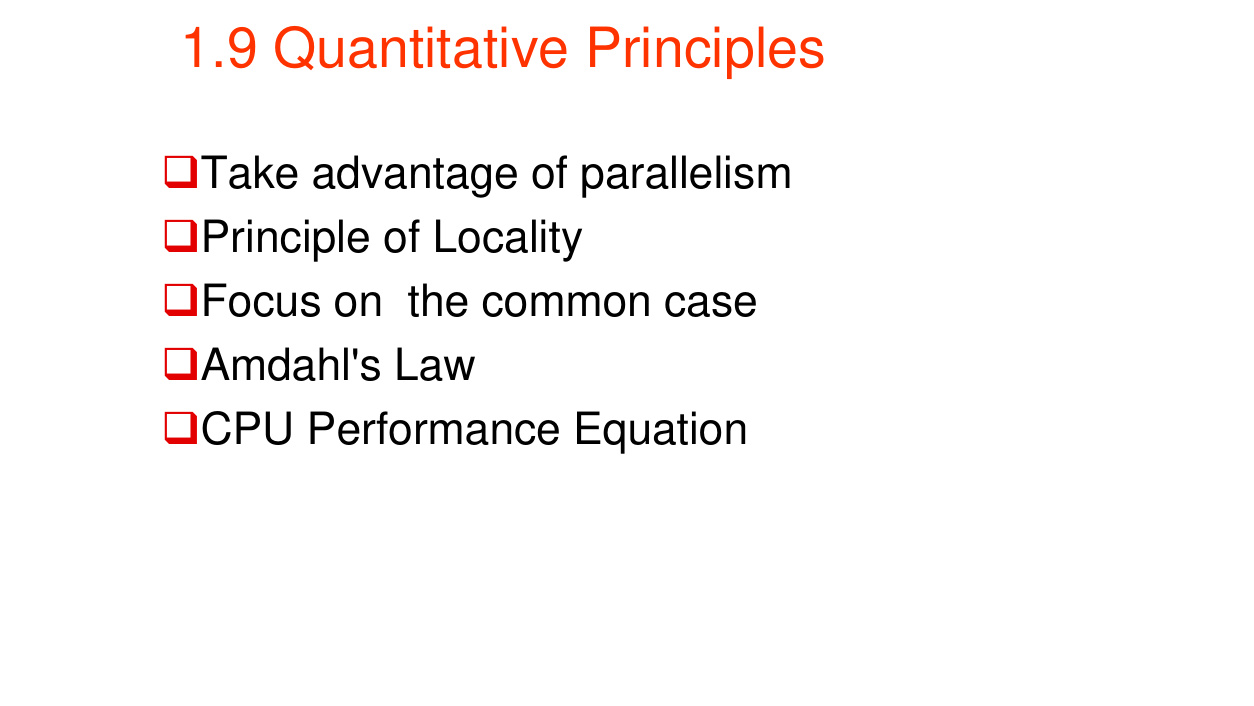 1.9 Quantitative Principles
❑Take advantage of parallelism
❑Principle of Locality
❑Focus on  the common case
❑Amdahl's Law
❑CPU Performance Equation